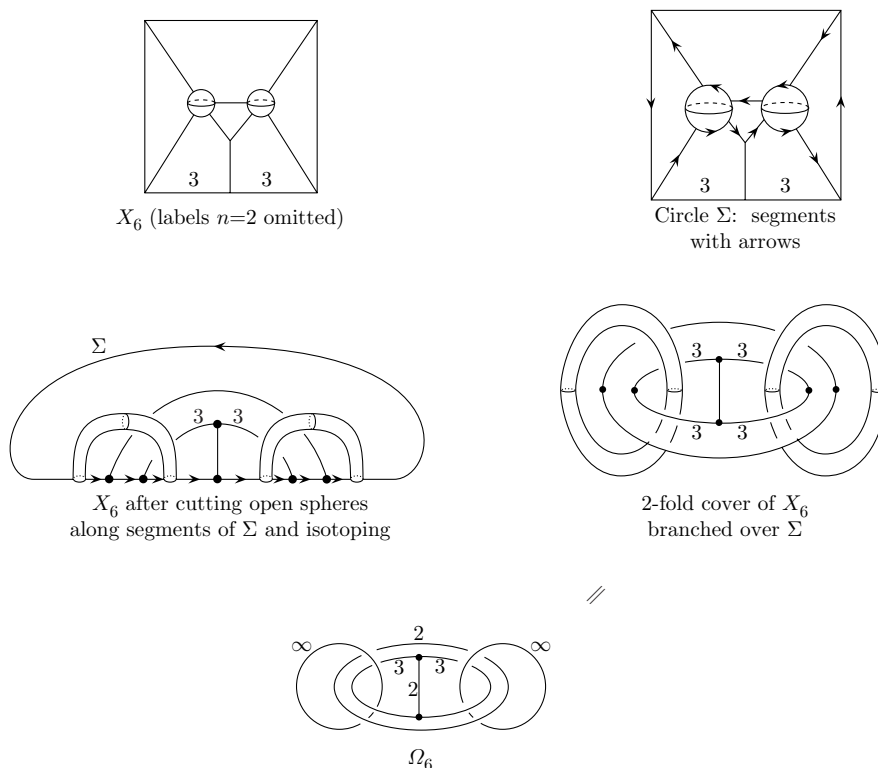 3 3
3 3
X₆ (labels n=2 omitted)
Circle Σ: segments
with arrows
Σ
3 3
3 3
3 3
X₆ after cutting open spheres
along segments of Σ and isotoping
2-fold cover of X₆
branched over Σ
//
2
∞ ∞
3 3
2
Ω₆